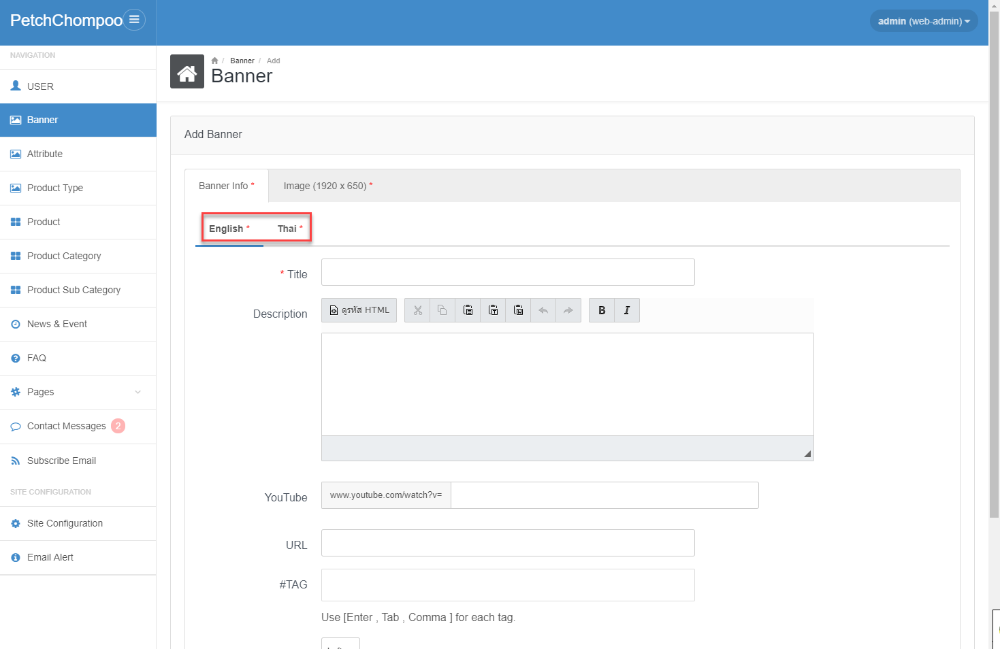 PetchChompoo
admin (web-admin)
NAVIGATION
USER
Banner
Attribute
Product Type
Product
Product Category
Product Sub Category
News & Event
FAQ
Pages
Contact Messages 2
Subscribe Email
SITE CONFIGURATION
Site Configuration
Email Alert
/ Banner / Add
Banner
Add Banner
Banner Info * Image (1920 x 650) *
English * Thai *
* Title
Description
ดูรหัส HTML
B I
YouTube www.youtube.com/watch?v=
URL
#TAG
Use [Enter , Tab , Comma ] for each tag.